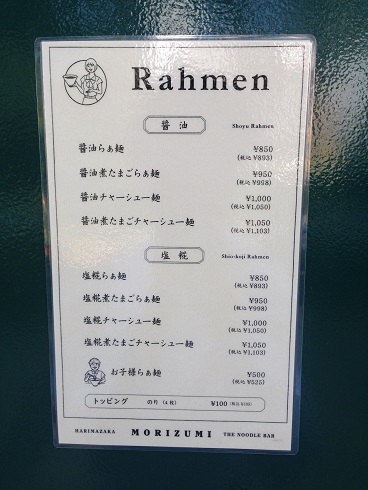 Rahmen
醤油 Shoyu Rahmen
醤油らぁ麺 ¥850
(税込 ¥893)
醤油煮たまごらぁ麺 ¥950
(税込 ¥998)
醤油チャーシュー麺 ¥1,000
(税込 ¥1,050)
醤油煮たまごチャーシュー麺 ¥1,050
(税込 ¥1,103)
塩糀 Shio-koji Rahmen
塩糀らぁ麺 ¥850
(税込 ¥893)
塩糀煮たまごらぁ麺 ¥950
(税込 ¥998)
塩糀チャーシュー麺 ¥1,000
(税込 ¥1,050)
塩糀煮たまごチャーシュー麺 ¥1,050
(税込 ¥1,103)
お子様らぁ麺 ¥500
(税込 ¥525)
トッピング のり (4枚) ¥100
HARIMAZAKA MORIZUMI THE NOODLE BAR